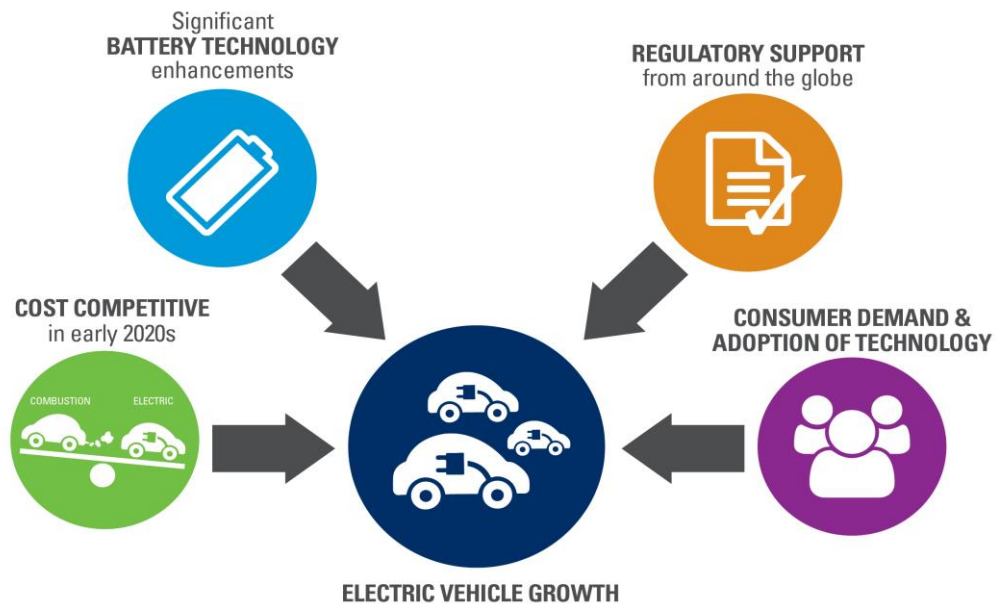 Significant
BATTERY TECHNOLOGY
enhancements
REGULATORY SUPPORT
from around the globe
COST COMPETITIVE
in early 2020s
COMBUSTION
ELECTRIC
CONSUMER DEMAND &
ADOPTION OF TECHNOLOGY
ELECTRIC VEHICLE GROWTH